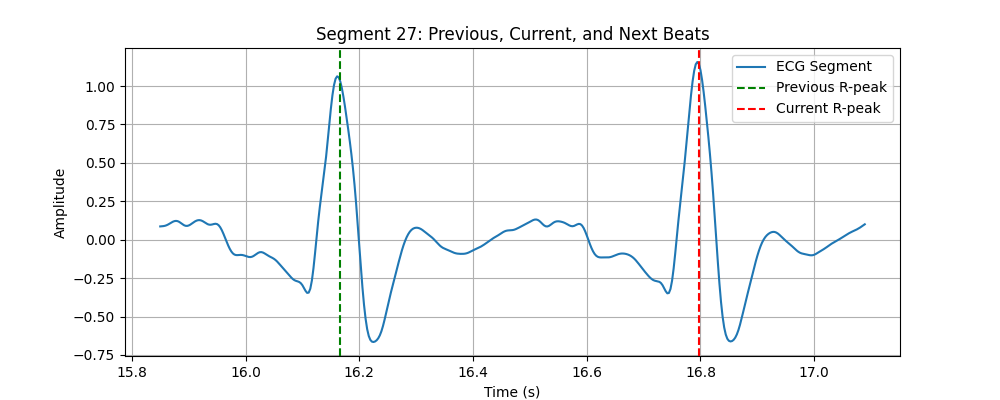 Segment 27: Previous, Current, and Next Beats
ECG Segment
Previous R-peak
Current R-peak
Amplitude
1.00
0.75
0.50
0.25
0.00
−0.25
−0.50
−0.75
15.8 16.0 16.2 16.4 16.6 16.8 17.0
Time (s)